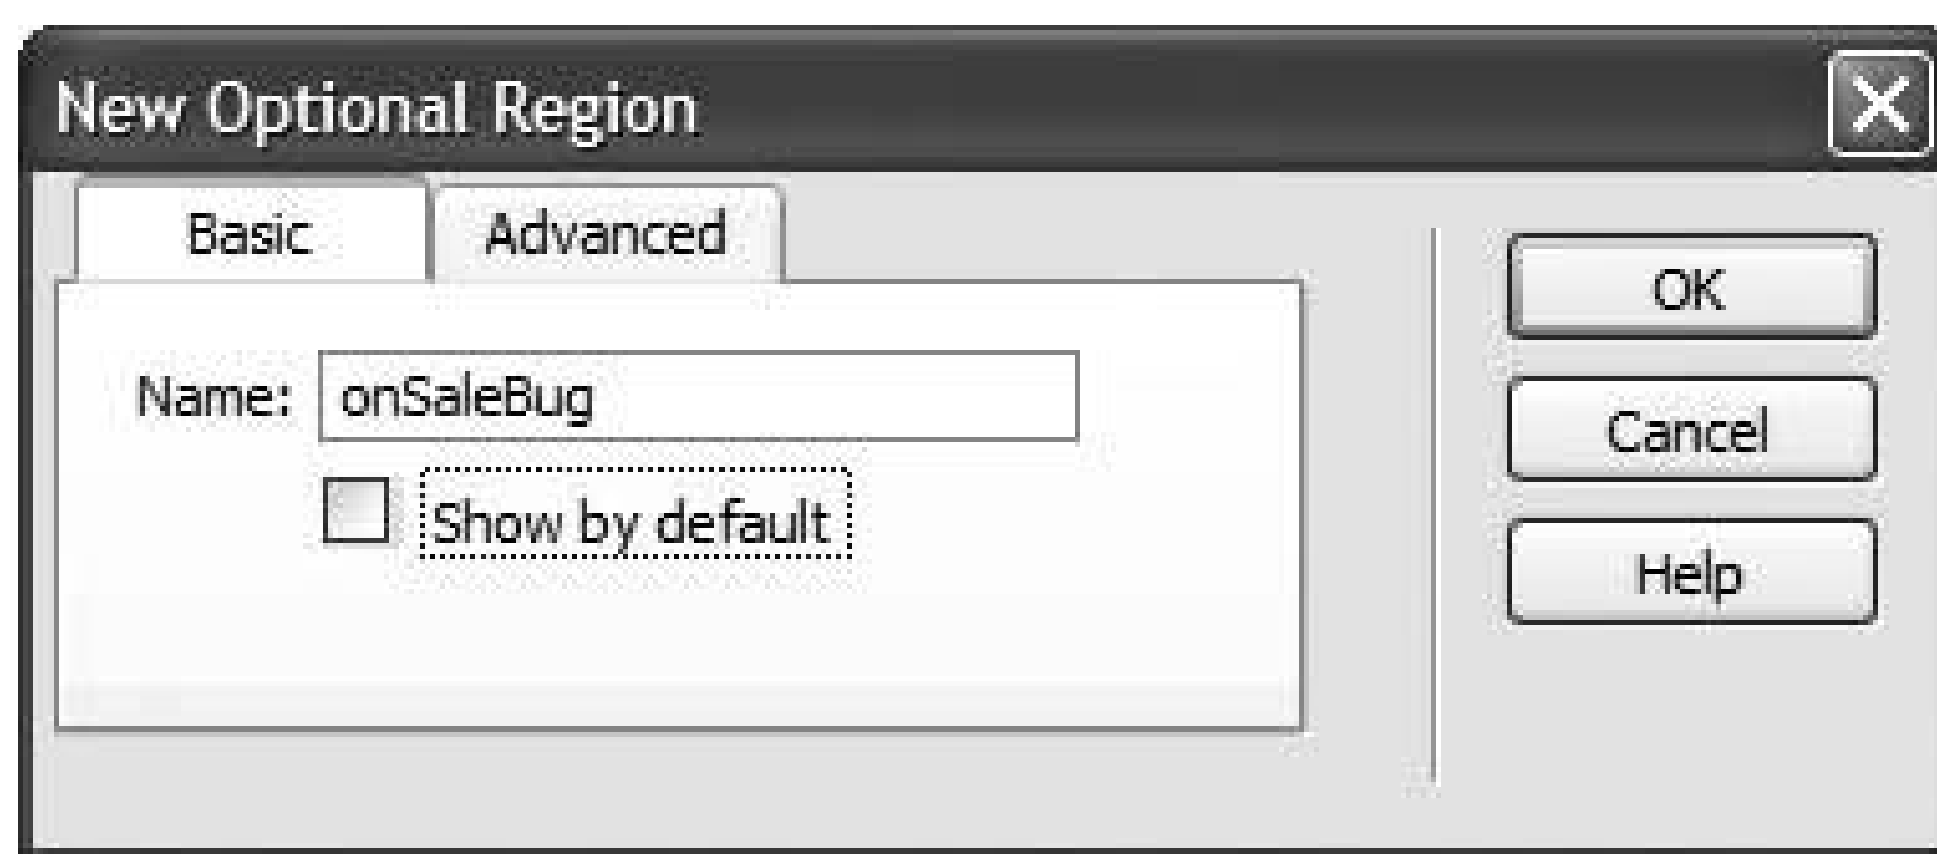 New Optional Region
Basic
Advanced
Name: onSaleBug
Show by default
OK
Cancel
Help